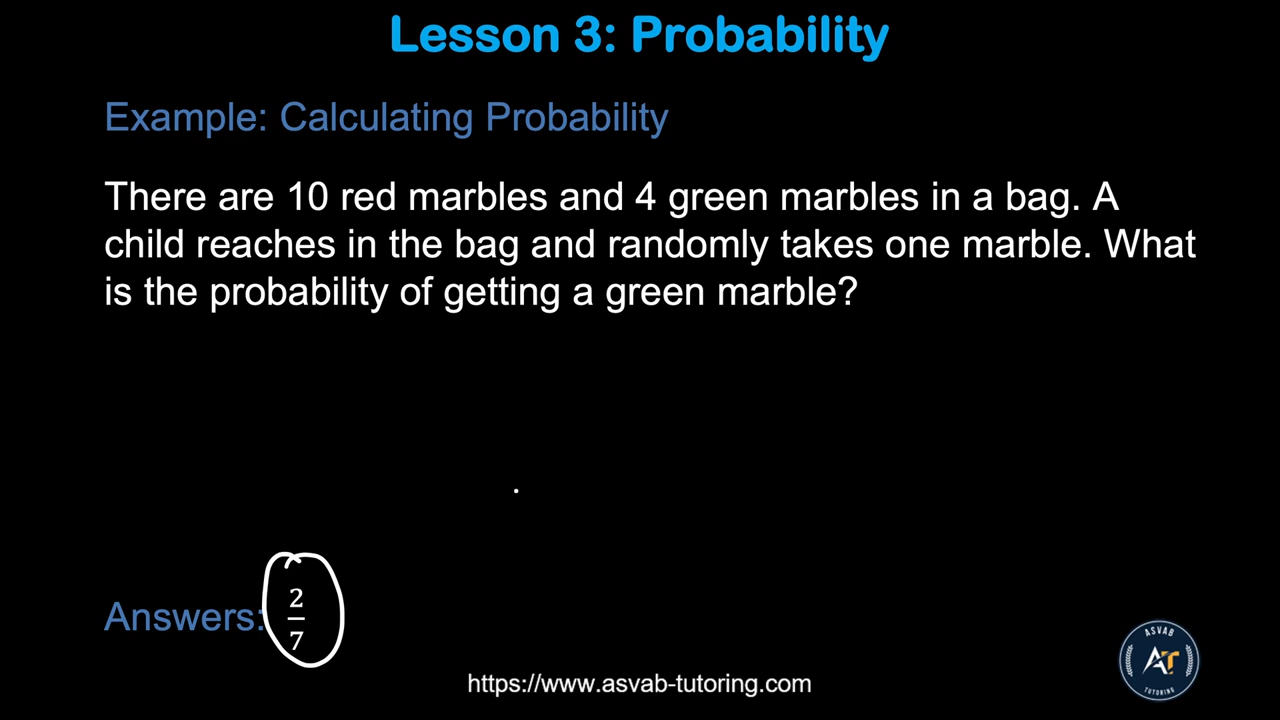 Lesson 3: Probability
Example: Calculating Probability
There are 10 red marbles and 4 green marbles in a bag. A
child reaches in the bag and randomly takes one marble. What
is the probability of getting a green marble?
Answers: 2/7
https://www.asvab-tutoring.com
ASVAB
AT
TUTORING